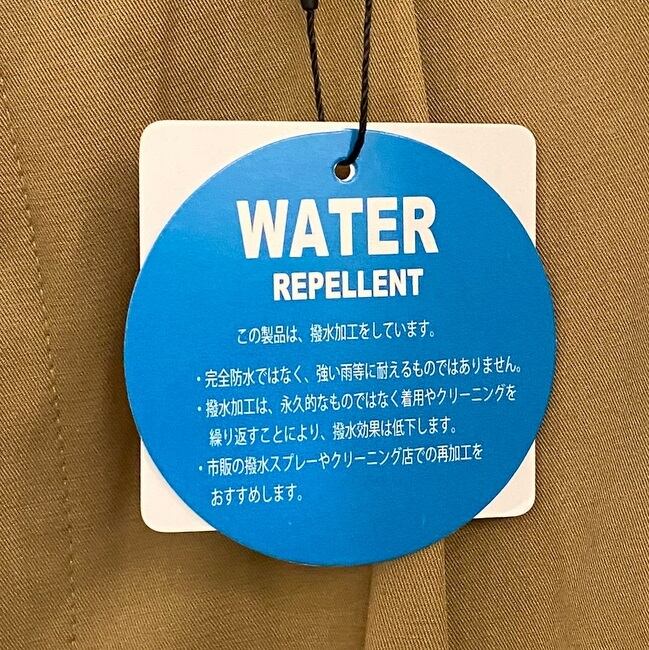 WATER
REPELLENT
この製品は、撥水加工をしています。
・完全防水ではなく、強い雨等に耐えるものではありません。
・撥水加工は、永久的なものではなく着用やクリーニングを
繰り返すことにより、撥水効果は低下します。
・市販の撥水スプレーやクリーニング店での再加工を
おすすめします。